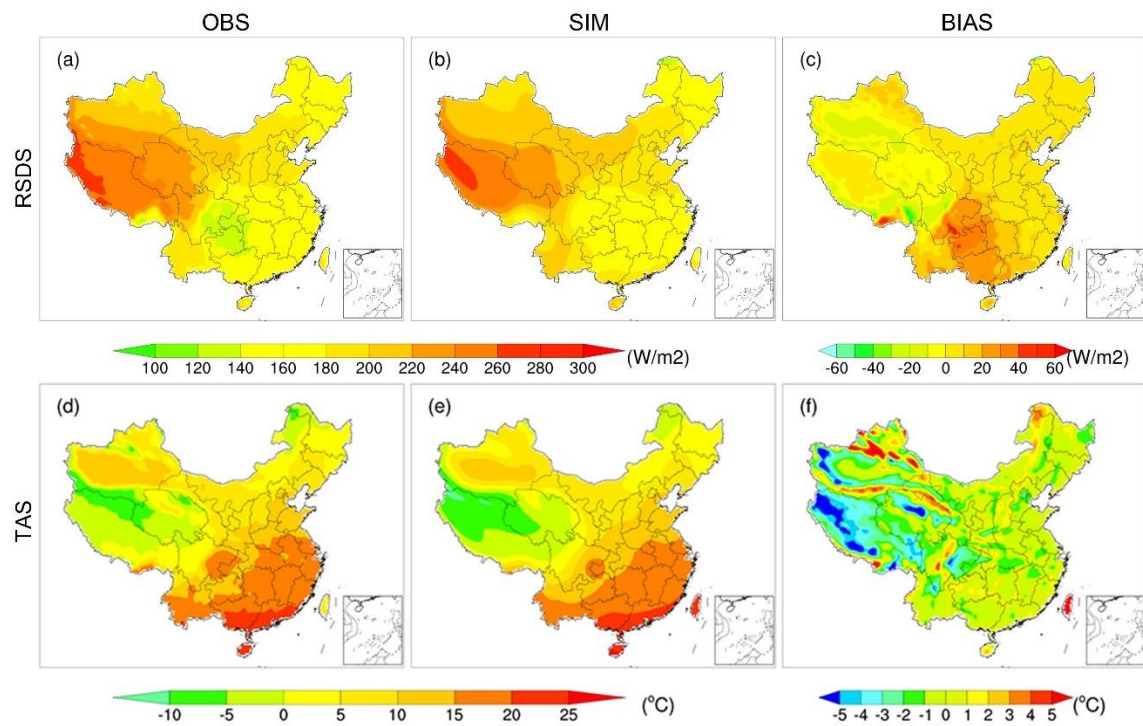 OBS SIM BIAS
RSDS
(a) (b) (c)
100 120 140 160 180 200 220 240 260 280 300 (W/m2)
-60 -40 -20 0 20 40 60 (W/m2)
TAS
(d) (e) (f)
-10 -5 0 5 10 15 20 25 (°C)
-5 -4 -3 -2 -1 1 2 3 4 5 (°C)